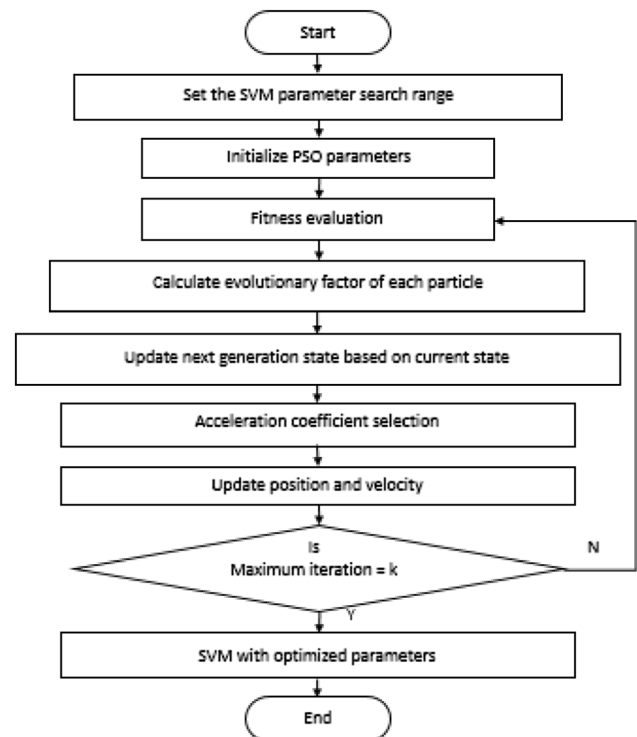 Start
Set the SVM parameter search range
Initialize PSO parameters
Fitness evaluation
Calculate evolutionary factor of each particle
Update next generation state based on current state
Acceleration coefficient selection
Update position and velocity
Is
Maximum iteration = k
N
Y
SVM with optimized parameters
End